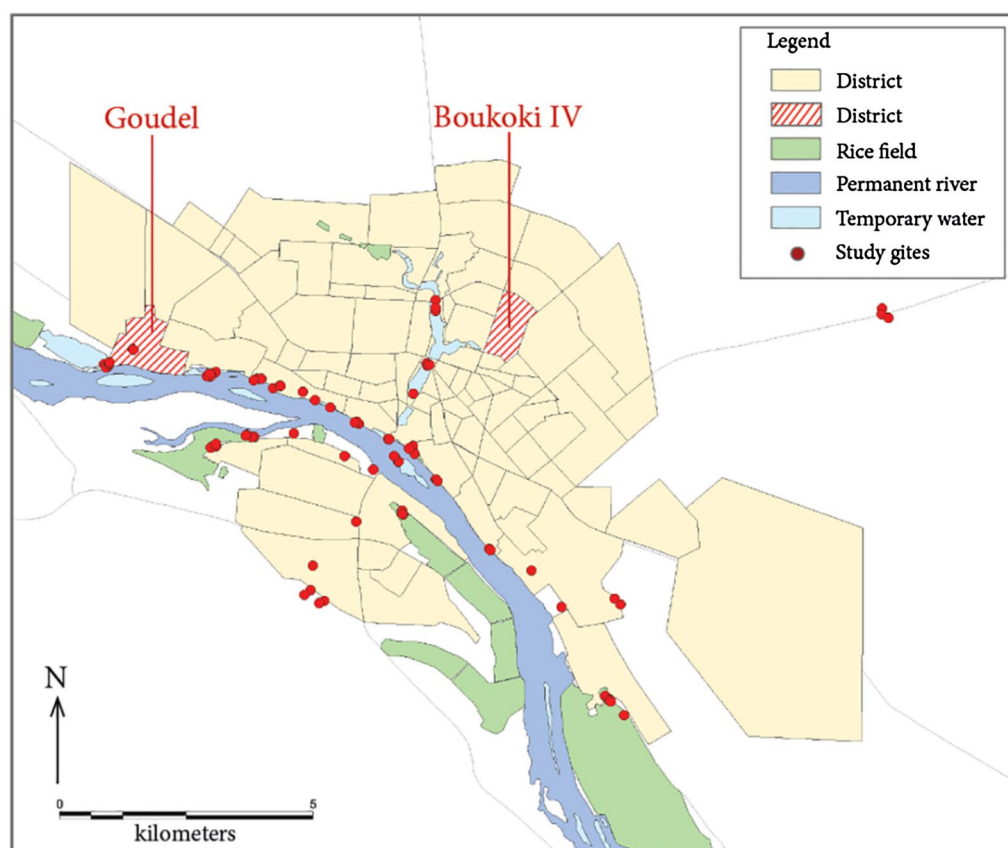 Legend
District
District
Rice field
Permanent river
Temporary water
Study gites
Goudel
Boukoki IV
N
0 5
kilometers